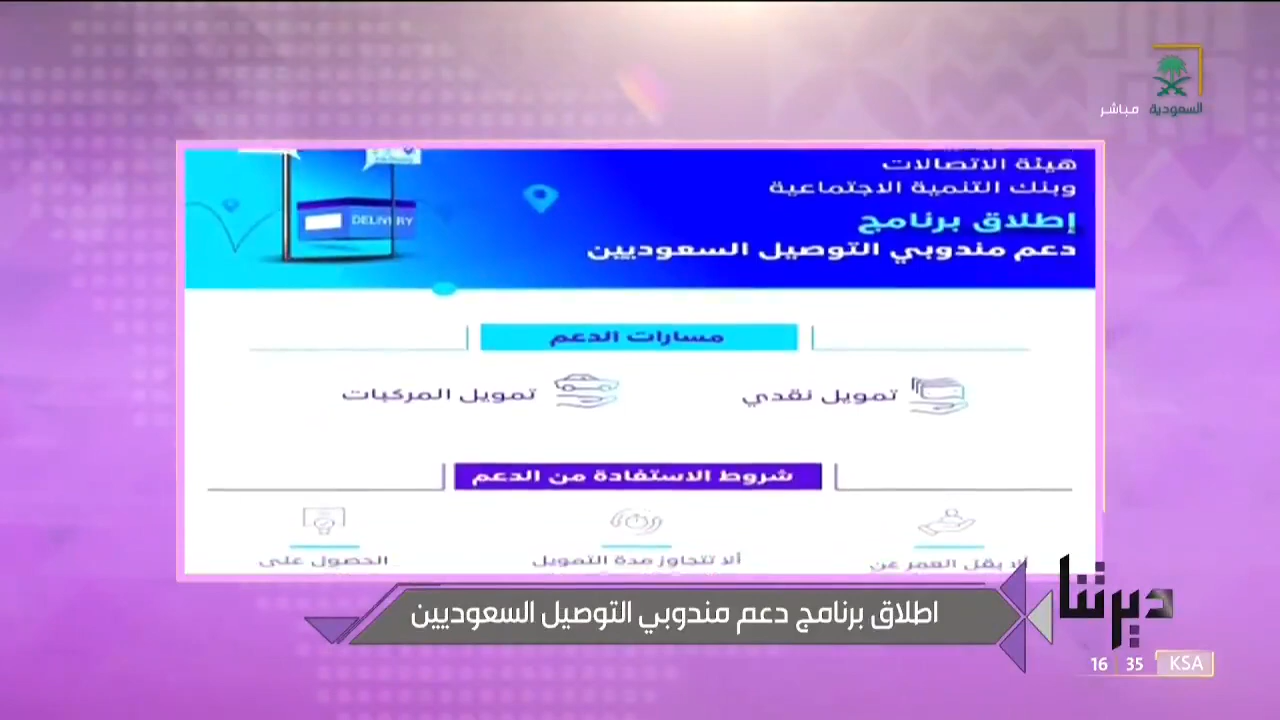 السعودية
مباشر
هيئة الاتصالات
وبنك التنمية الاجتماعية
إطلاق برنامج
دعم مندوبي التوصيل السعوديين
DELIVERY
مسارات الدعم
تمويل نقدي
تمويل المركبات
شروط الاستفادة من الدعم
ألا يقل العمر عن
ألا تتجاوز مدة التمويل
الحصول على
ديرتنا
اطلاق برنامج دعم مندوبي التوصيل السعوديين
16 35 KSA